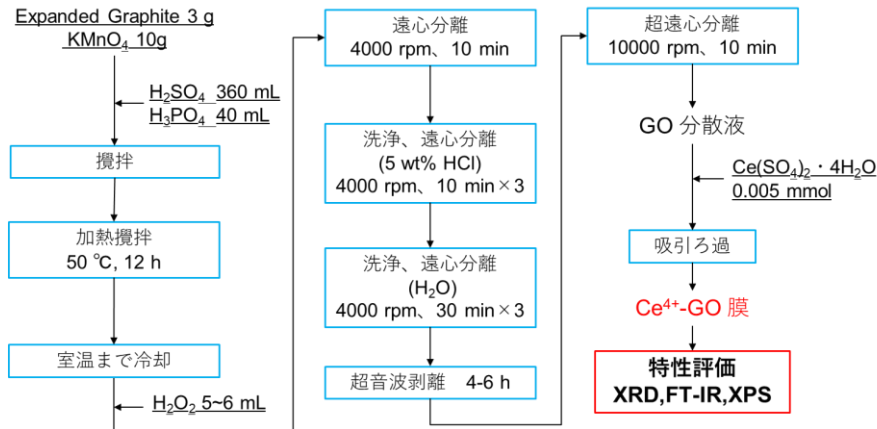 Expanded Graphite 3 g
KMnO₄ 10g
H₂SO₄ 360 mL
H₃PO₄ 40 mL
攪拌
加熱攪拌
50 ℃, 12 h
室温まで冷却
H₂O₂ 5~6 mL
遠心分離
4000 rpm、10 min
洗浄、遠心分離
(5 wt% HCl)
4000 rpm、10 min×3
洗浄、遠心分離
(H₂O)
4000 rpm、30 min×3
超音波剥離 4-6 h
超遠心分離
10000 rpm、10 min
GO 分散液
Ce(SO₄)₂・4H₂O
0.005 mmol
吸引ろ過
Ce⁴⁺-GO 膜
特性評価
XRD,FT-IR,XPS